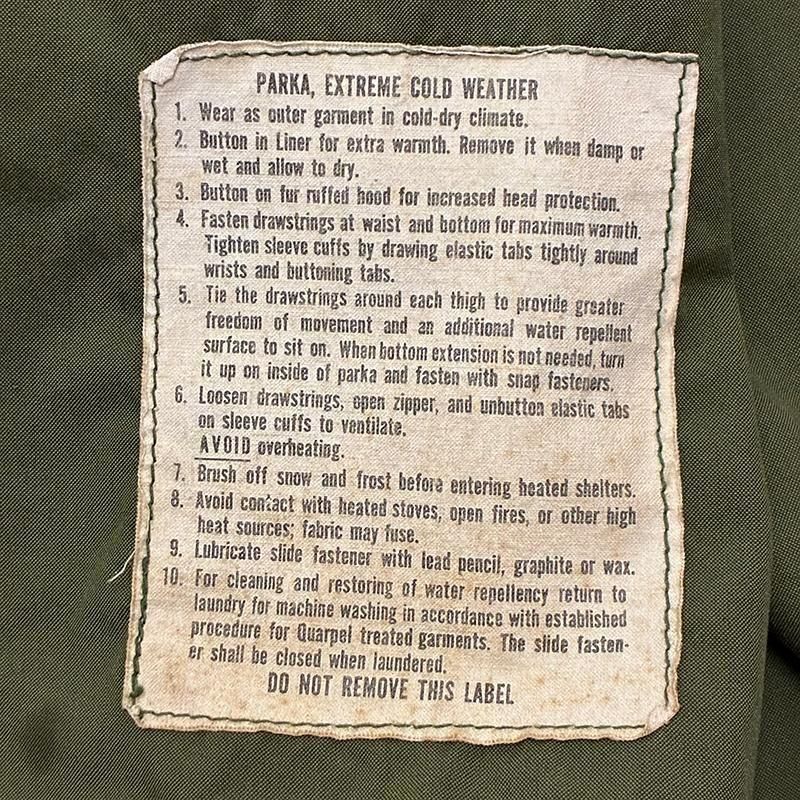 PARKA, EXTREME COLD WEATHER
1. Wear as outer garment in cold-dry climate.
2. Button in Liner for extra warmth. Remove it when damp or
wet and allow to dry.
3. Button on fur ruffed hood for increased head protection.
4. Fasten drawstrings at waist and bottom for maximum warmth.
Tighten sleeve cuffs by drawing elastic tabs tightly around
wrists and buttoning tabs.
5. Tie the drawstrings around each thigh to provide greater
freedom of movement and an additional water repellent
surface to sit on. When bottom extension is not needed, turn
it up on inside of parka and fasten with snap fasteners.
6. Loosen drawstrings, open zipper, and unbutton elastic tabs
on sleeve cuffs to ventilate.
AVOID overheating.
7. Brush off snow and frost before entering heated shelters.
8. Avoid contact with heated stoves, open fires, or other high
heat sources; fabric may fuse.
9. Lubricate slide fastener with lead pencil, graphite or wax.
10. For cleaning and restoring of water repellency return to
laundry for machine washing in accordance with established
procedure for Quarpel treated garments. The slide fasten-
er shall be closed when laundered.
DO NOT REMOVE THIS LABEL